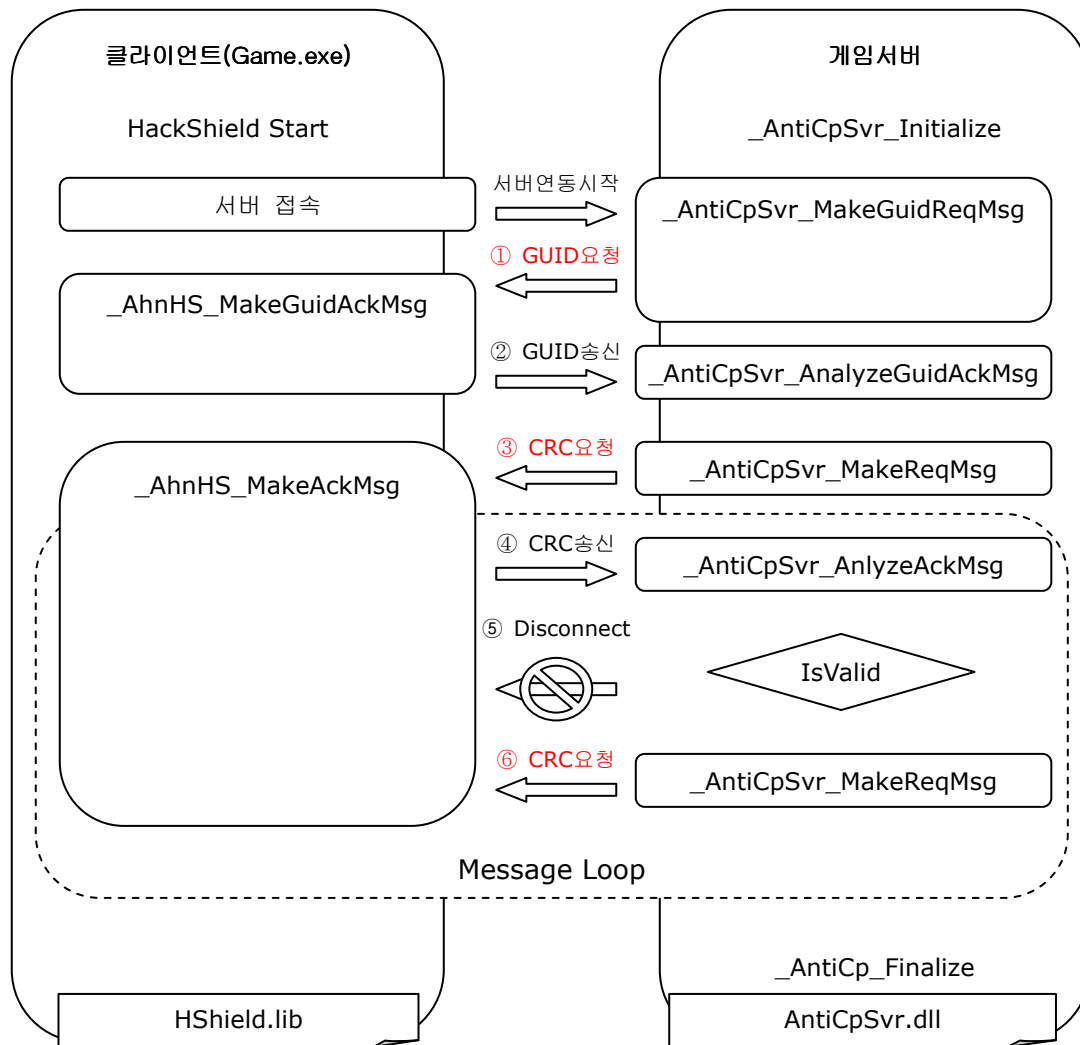 클라이언트(Game.exe)
게임서버
HackShield Start
_AntiCpSvr_Initialize
서버 접속
서버연동시작
_AntiCpSvr_MakeGuidReqMsg
① GUID요청
_AhnHS_MakeGuidAckMsg
② GUID송신
_AntiCpSvr_AnalyzeGuidAckMsg
③ CRC요청
_AntiCpSvr_MakeReqMsg
_AhnHS_MakeAckMsg
④ CRC송신
_AntiCpSvr_AnlyzeAckMsg
⑤ Disconnect
IsValid
⑥ CRC요청
_AntiCpSvr_MakeReqMsg
Message Loop
_AntiCp_Finalize
HShield.lib
AntiCpSvr.dll